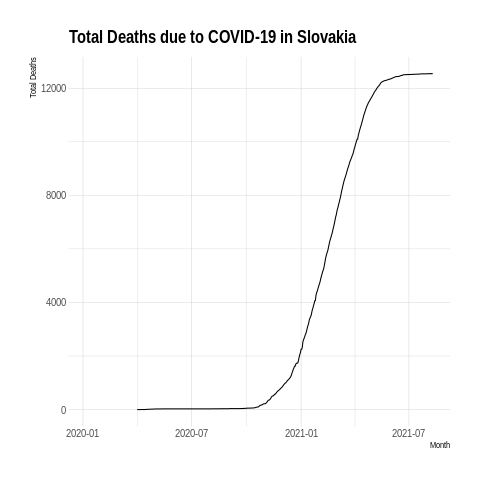 Total Deaths due to COVID-19 in Slovakia
Total Deaths
12000
8000
4000
0
2020-01 2020-07 2021-01 2021-07
Month